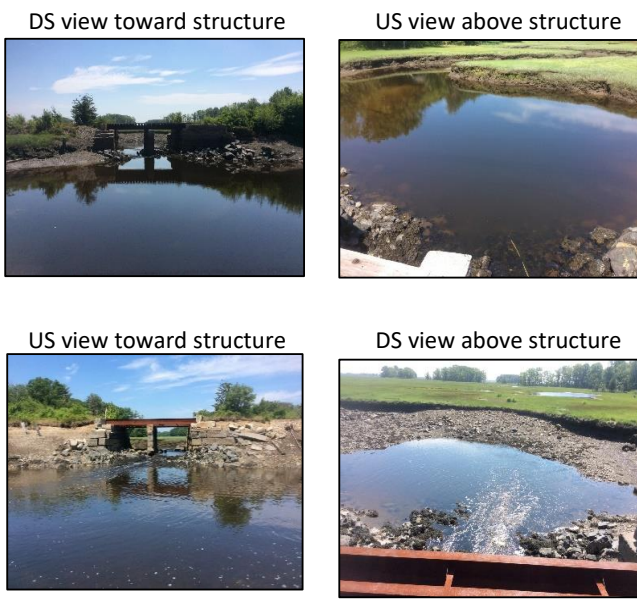 DS view toward structure
US view above structure
US view toward structure
DS view above structure